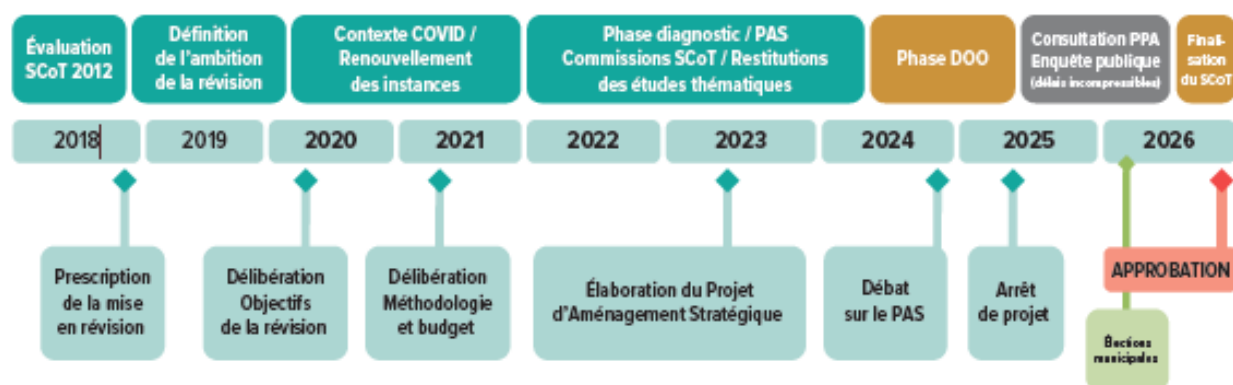 Évaluation
SCoT 2012
Définition
de l'ambition
de la révision
Contexte COVID /
Renouvellement
des instances
Phase diagnostic / PAS
Commissions SCoT / Restitutions
des études thématiques
Phase DOO
Consultation PPA
Enquête publique
(délais incompressibles)
Finali-
sation
du SCoT
2018
2019
2020
2021
2022
2023
2024
2025
2026
Prescription
de la mise
en révision
Délibération
Objectifs
de la révision
Délibération
Méthodologie
et budget
Élaboration du Projet
d'Aménagement Stratégique
Débat
sur le PAS
Arrêt
de projet
APPROBATION
Élections
municipales